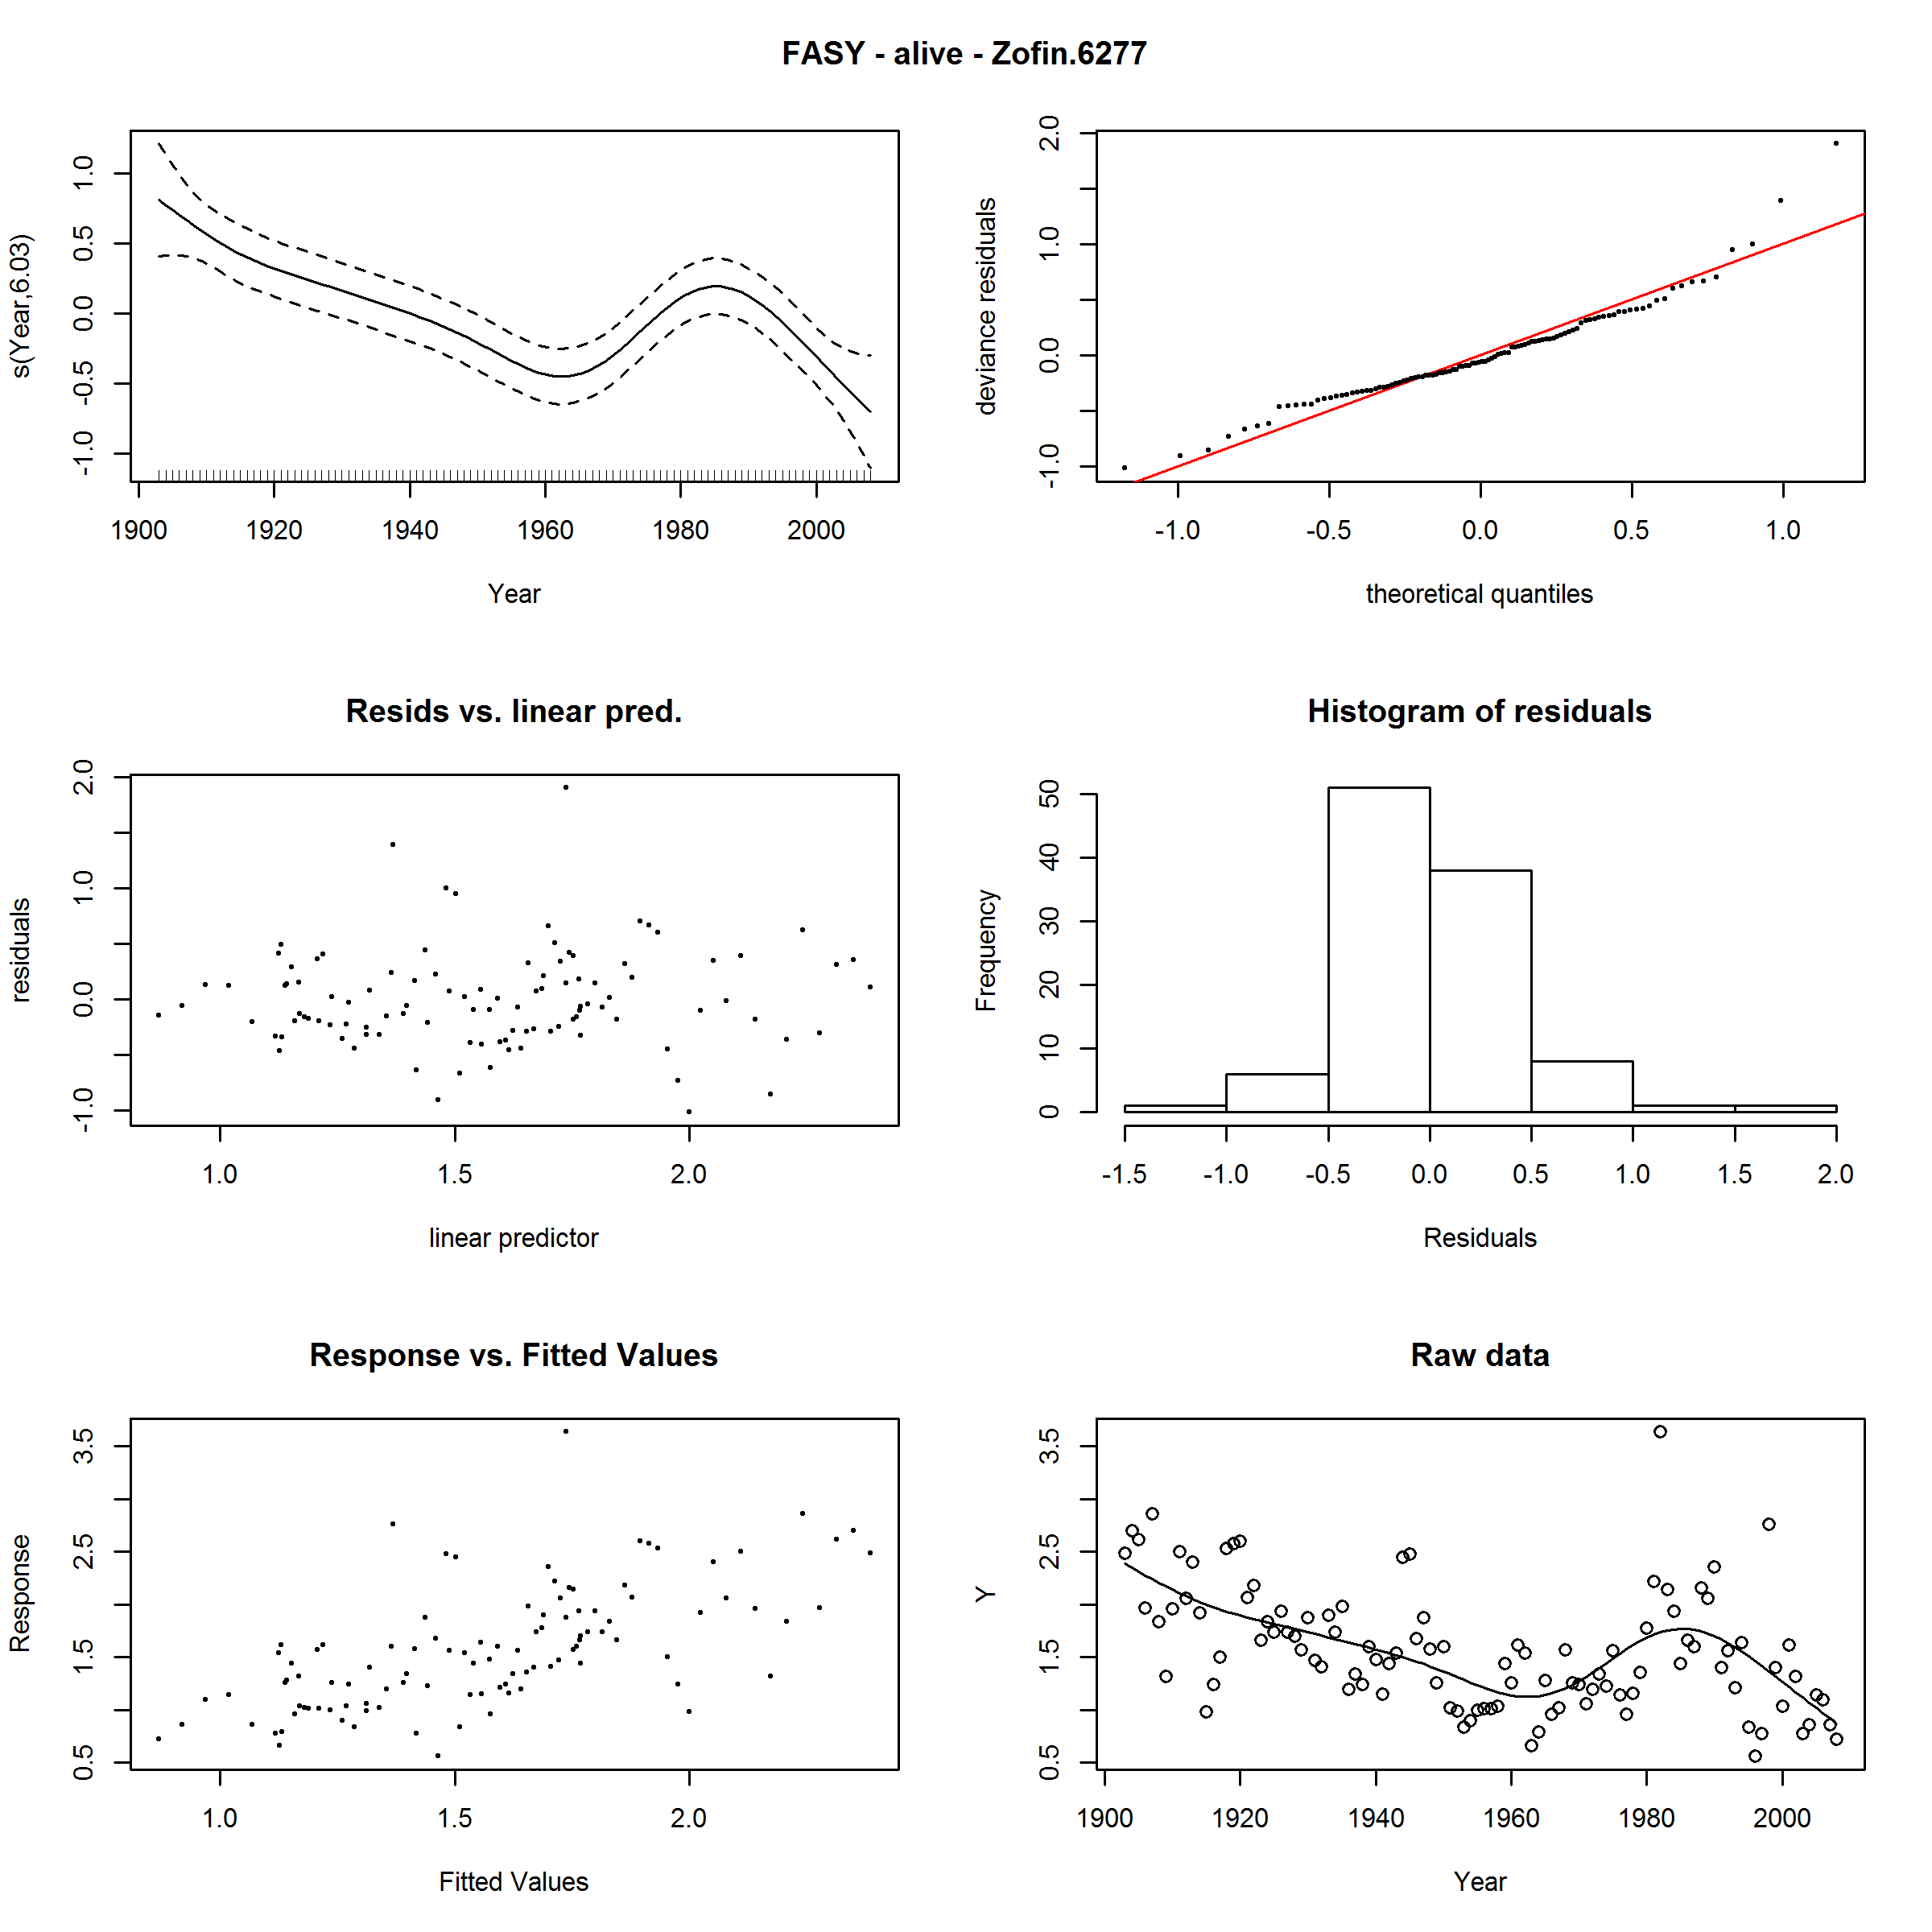 FASY - alive - Zofin.6277
s(Year,6.03)
-1.0 -0.5 0.0 0.5 1.0
1900 1920 1940 1960 1980 2000
Year
deviance residuals
-1.0 0.0 1.0 2.0
-1.0 -0.5 0.0 0.5 1.0
theoretical quantiles
Resids vs. linear pred.
residuals
-1.0 0.0 1.0 2.0
1.0 1.5 2.0
linear predictor
Histogram of residuals
Frequency
0 10 20 30 40 50
-1.5 -1.0 -0.5 0.0 0.5 1.0 1.5 2.0
Residuals
Response vs. Fitted Values
Response
0.5 1.5 2.5 3.5
1.0 1.5 2.0
Fitted Values
Raw data
Y
0.5 1.5 2.5 3.5
1900 1920 1940 1960 1980 2000
Year